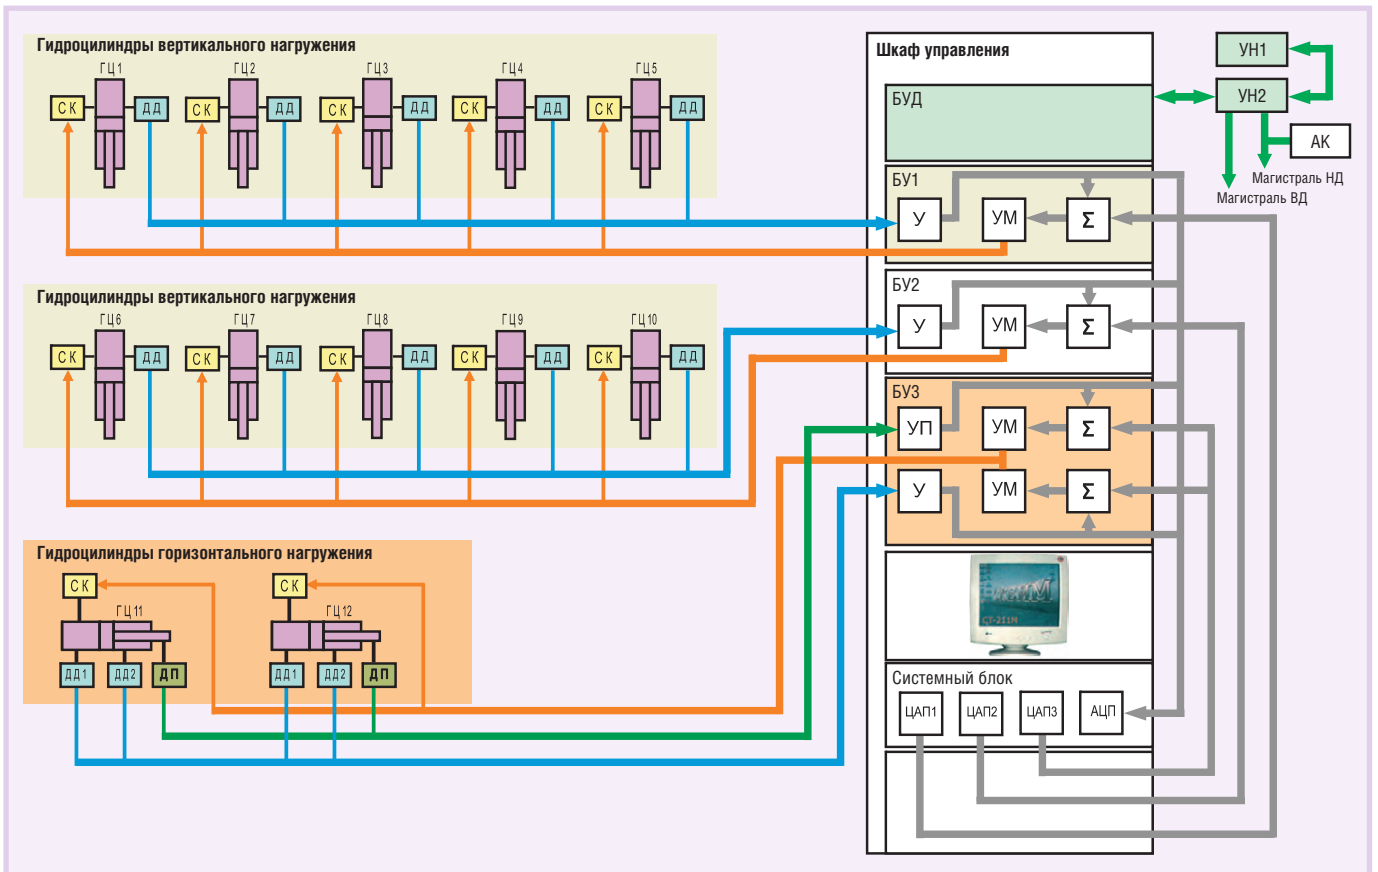 Гидроцилиндры вертикального нагружения
ГЦ1 ГЦ2 ГЦ3 ГЦ4 ГЦ5
СК ДД СК ДД СК ДД СК ДД СК ДД
Гидроцилиндры вертикального нагружения
ГЦ6 ГЦ7 ГЦ8 ГЦ9 ГЦ10
СК ДД СК ДД СК ДД СК ДД СК ДД
Гидроцилиндры горизонтального нагружения
СК СК
ГЦ11 ГЦ12
ДД1 ДД2 ДП ДД1 ДД2 ДП
Шкаф управления
БУД
БУ1
У УМ Σ
БУ2
У УМ Σ
БУ3
УП УМ Σ
У УМ Σ
СТ-211М
Системный блок
ЦАП1 ЦАП2 ЦАП3 АЦП
УН1
УН2
АК
Магистраль НД
Магистраль ВД